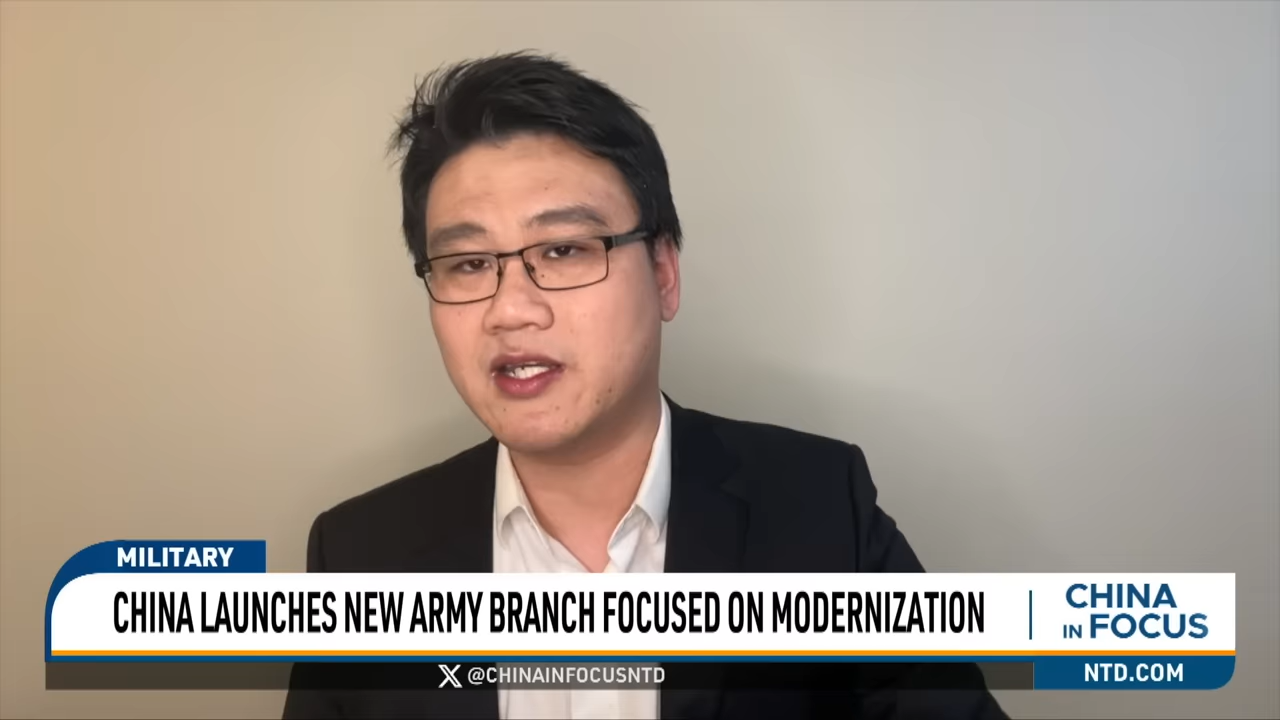 MILITARY
CHINA LAUNCHES NEW ARMY BRANCH FOCUSED ON MODERNIZATION
CHINA
IN FOCUS
X @CHINAINFOCUSNTD
NTD.COM